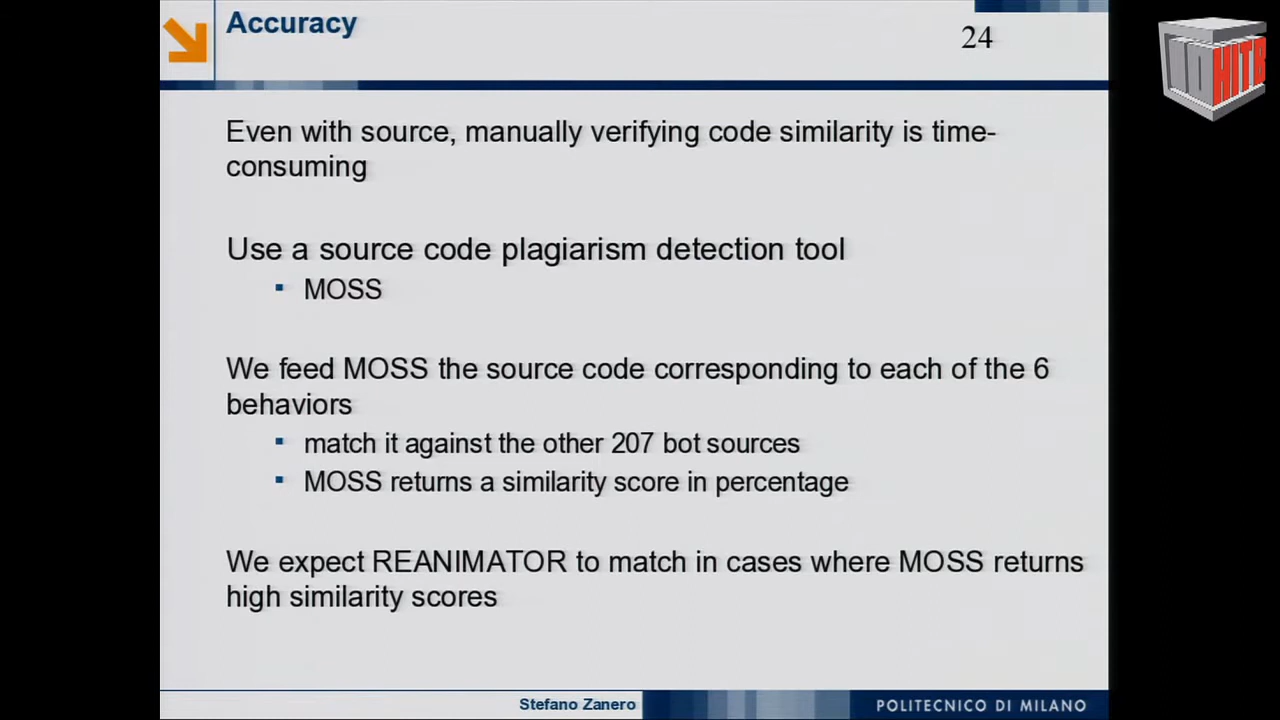 Accuracy
24
Even with source, manually verifying code similarity is time-
consuming
Use a source code plagiarism detection tool
▪ MOSS
We feed MOSS the source code corresponding to each of the 6
behaviors
▪ match it against the other 207 bot sources
▪ MOSS returns a similarity score in percentage
We expect REANIMATOR to match in cases where MOSS returns
high similarity scores
Stefano Zanero
POLITECNICO DI MILANO
HITB